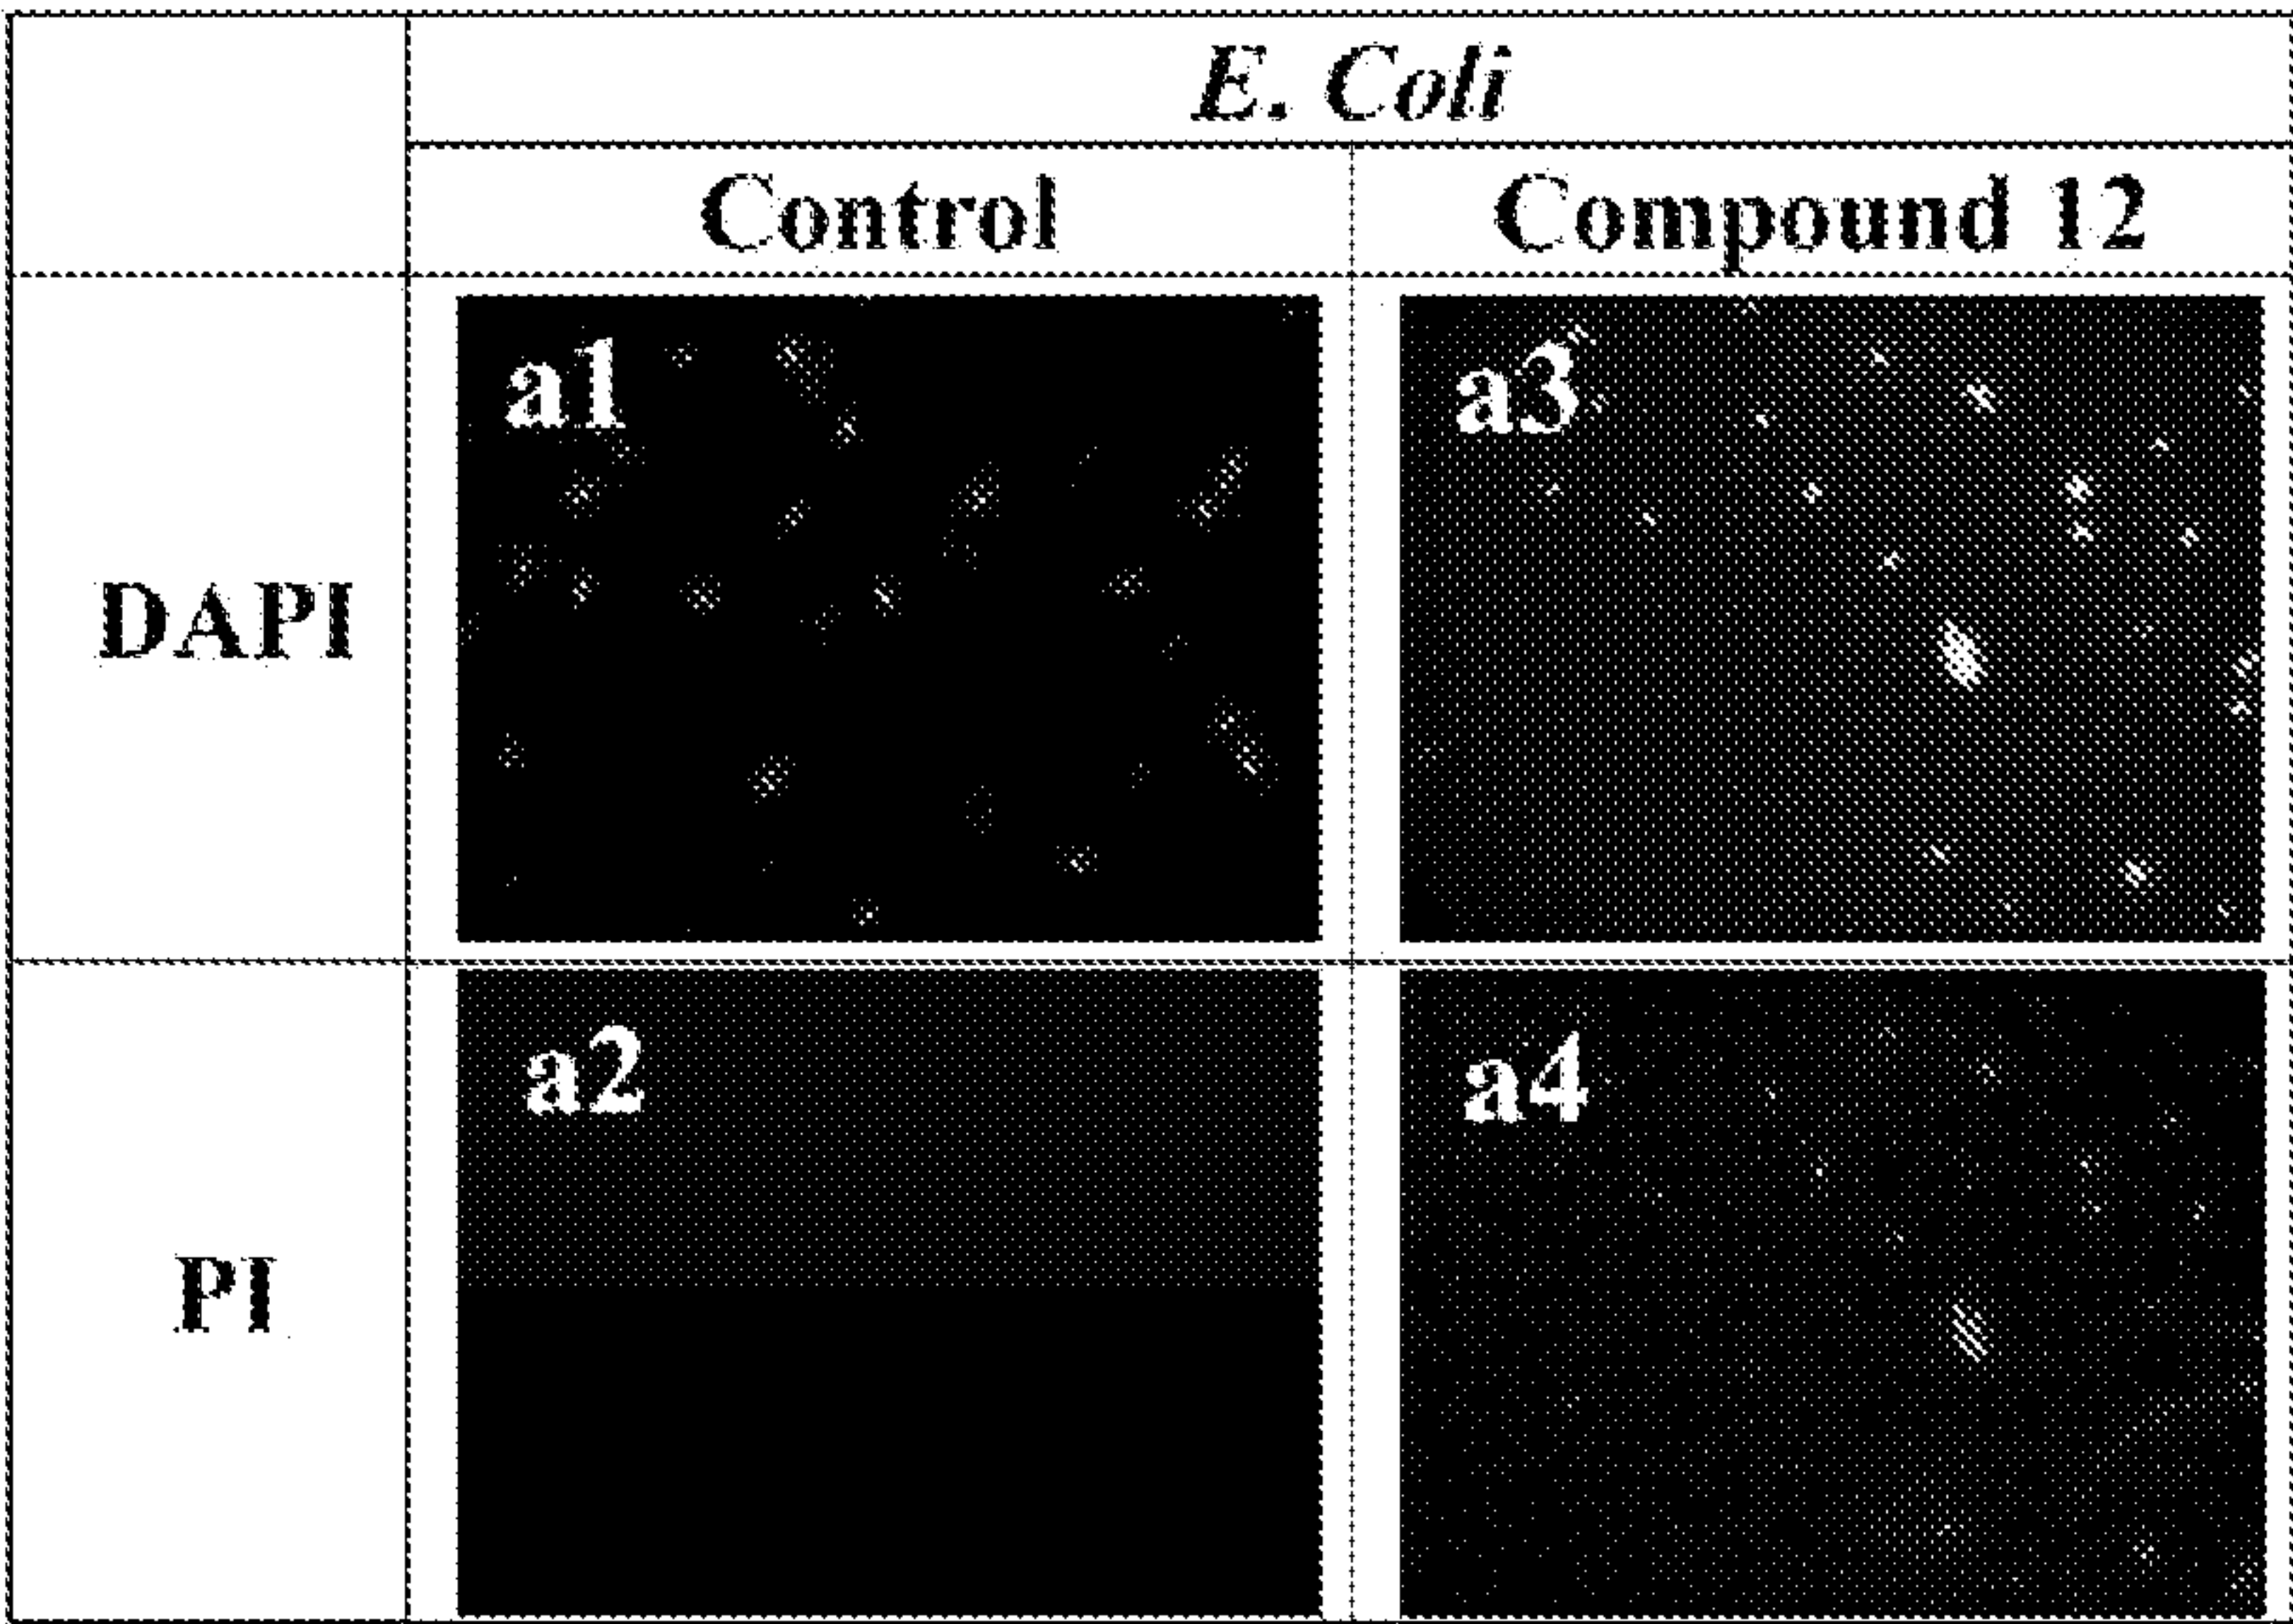 E. Coli
Control
Compound 12
DAPI
a1
a3
PI
a2
a4